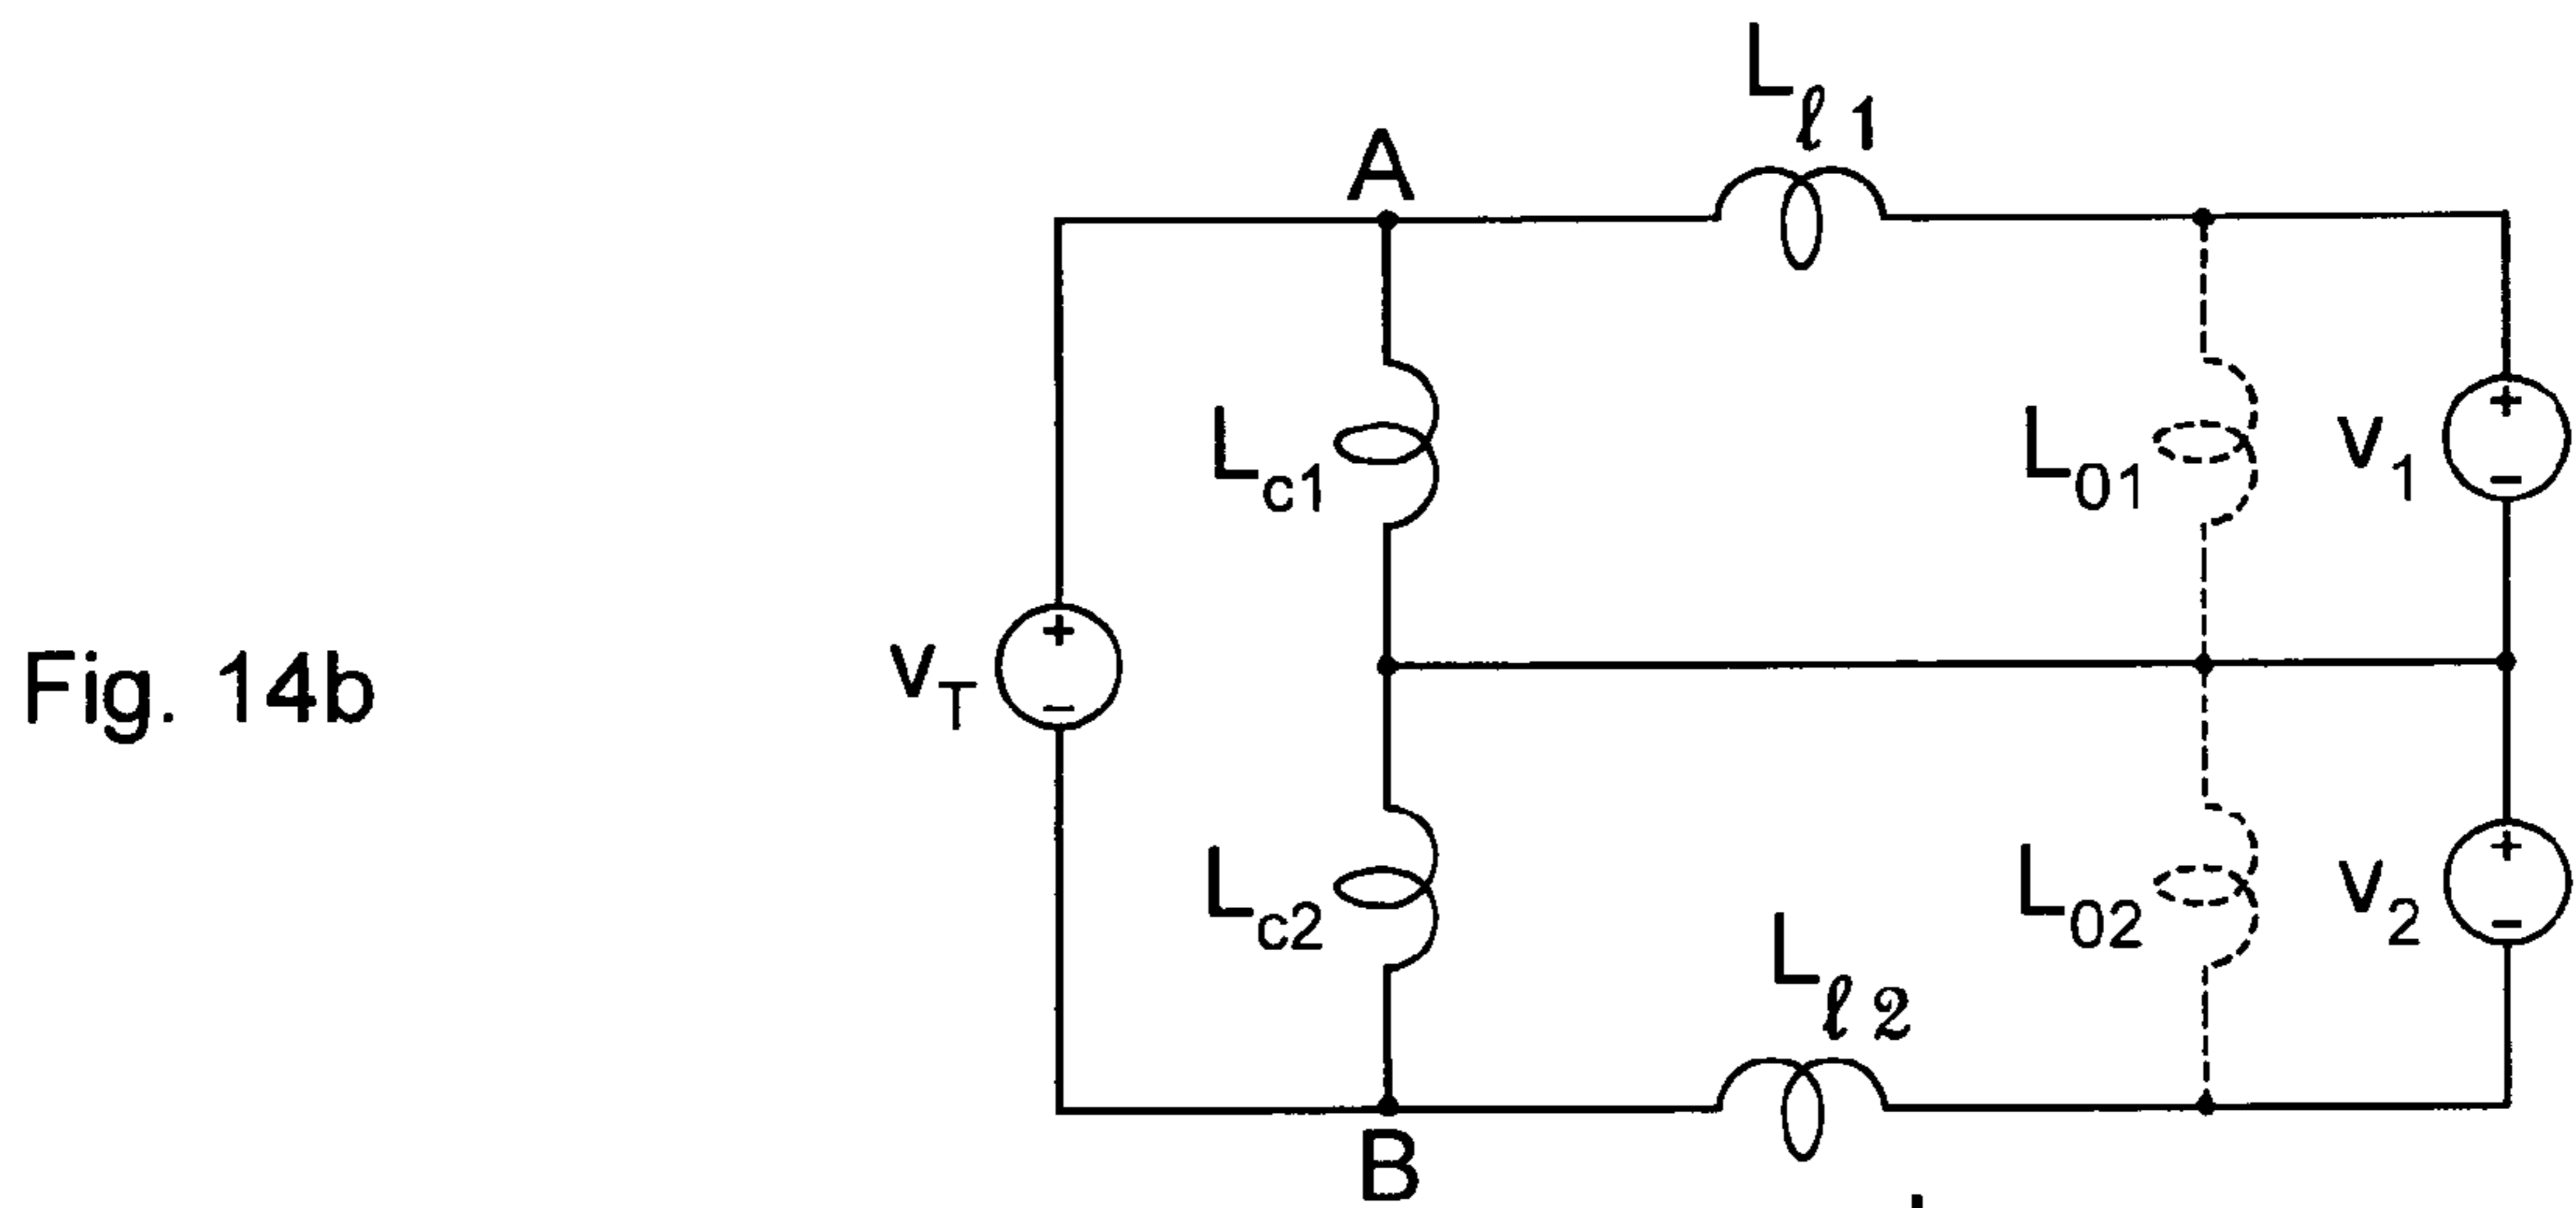 Lℓ1
A
Lc1
L01
v1
+
−
Fig. 14b
vT
+
−
Lc2
L02
v2
+
−
Lℓ2
B